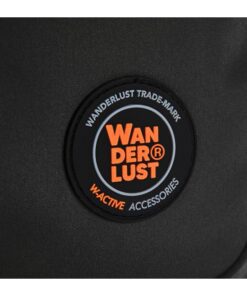 WANDERLUST TRADE-MARK
WAN
DER®
LUST
W-ACTIVE ACCESSORIES